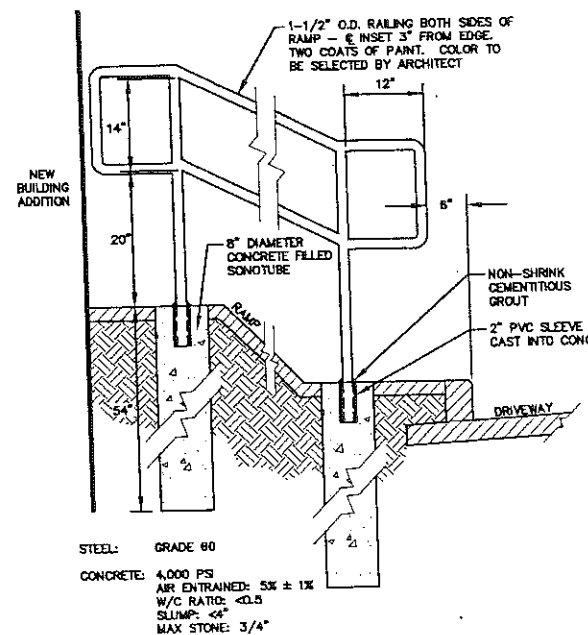 1-1/2" O.D. RAILING BOTH SIDES OF
RAMP - ℄ INSET 3" FROM EDGE.
TWO COATS OF PAINT. COLOR TO
BE SELECTED BY ARCHITECT
12"
14"
NEW
BUILDING
ADDITION
6"
20"
8" DIAMETER
CONCRETE FILLED
SONOTUBE
NON-SHRINK
CEMENTITIOUS
GROUT
RAMP
2" PVC SLEEVE
CAST INTO CONC
54"
DRIVEWAY
STEEL: GRADE 60
CONCRETE: 4,000 PSI
AIR ENTRAINED: 5% ± 1%
W/C RATIO: <0.5
SLUMP: <4"
MAX STONE: 3/4"